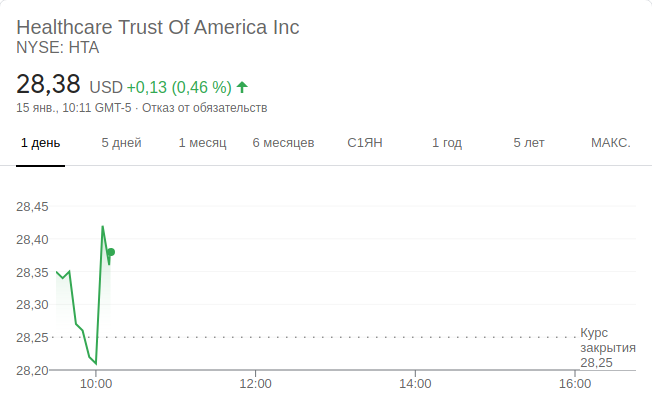 Healthcare Trust Of America Inc
NYSE: HTA
28,38 USD +0,13 (0,46 %)
15 янв., 10:11 GMT-5 · Отказ от обязательств
1 день 5 дней 1 месяц 6 месяцев С1ЯН 1 год 5 лет МАКС.
28,45
28,40
28,35
28,30
28,25
28,20
Курс
закрытия
28,25
10:00 12:00 14:00 16:00